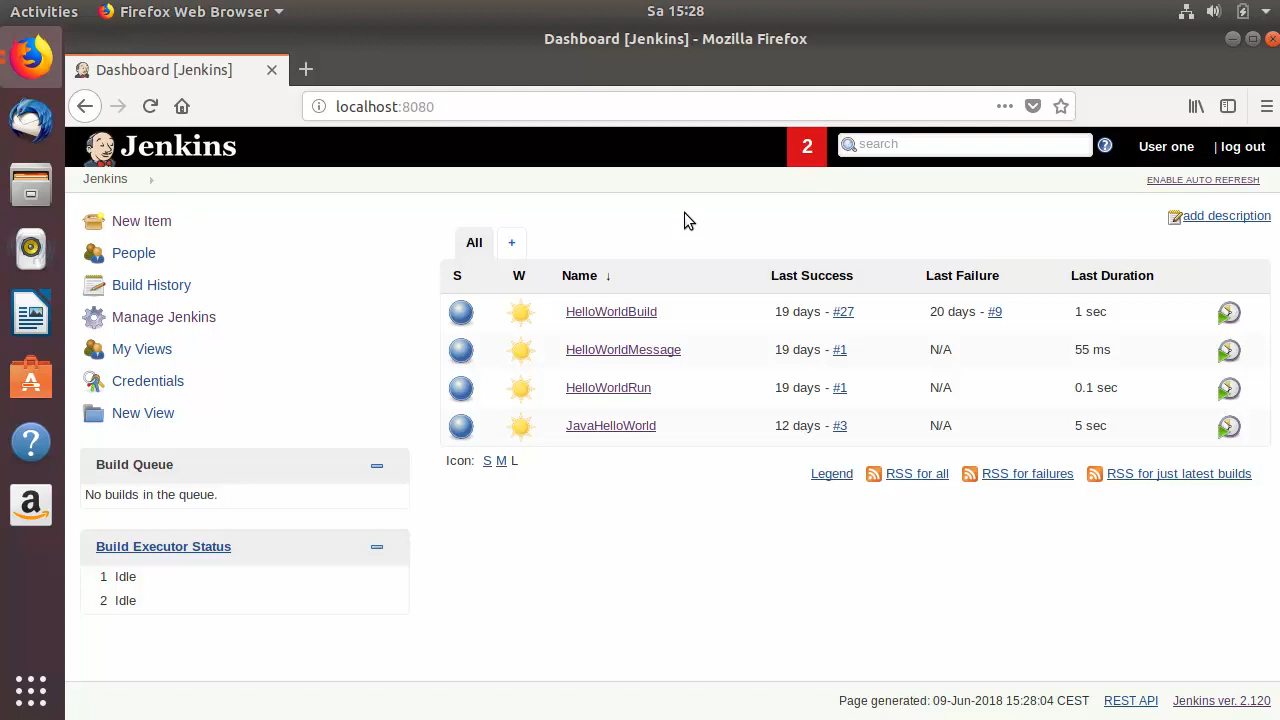 Activities Firefox Web Browser Sa 15:28
Dashboard [Jenkins] - Mozilla Firefox
Dashboard [Jenkins]
localhost:8080
Jenkins 2 search User one | log out
Jenkins ENABLE AUTO REFRESH
add description
New Item
People
Build History
Manage Jenkins
My Views
Credentials
New View
Build Queue
No builds in the queue.
Build Executor Status
1 Idle
2 Idle
All +
S W Name ↓ Last Success Last Failure Last Duration
HelloWorldBuild 19 days - #27 20 days - #9 1 sec
HelloWorldMessage 19 days - #1 N/A 55 ms
HelloWorldRun 19 days - #1 N/A 0.1 sec
JavaHelloWorld 12 days - #3 N/A 5 sec
Icon: S M L
Legend RSS for all RSS for failures RSS for just latest builds
Page generated: 09-Jun-2018 15:28:04 CEST REST API Jenkins ver. 2.120